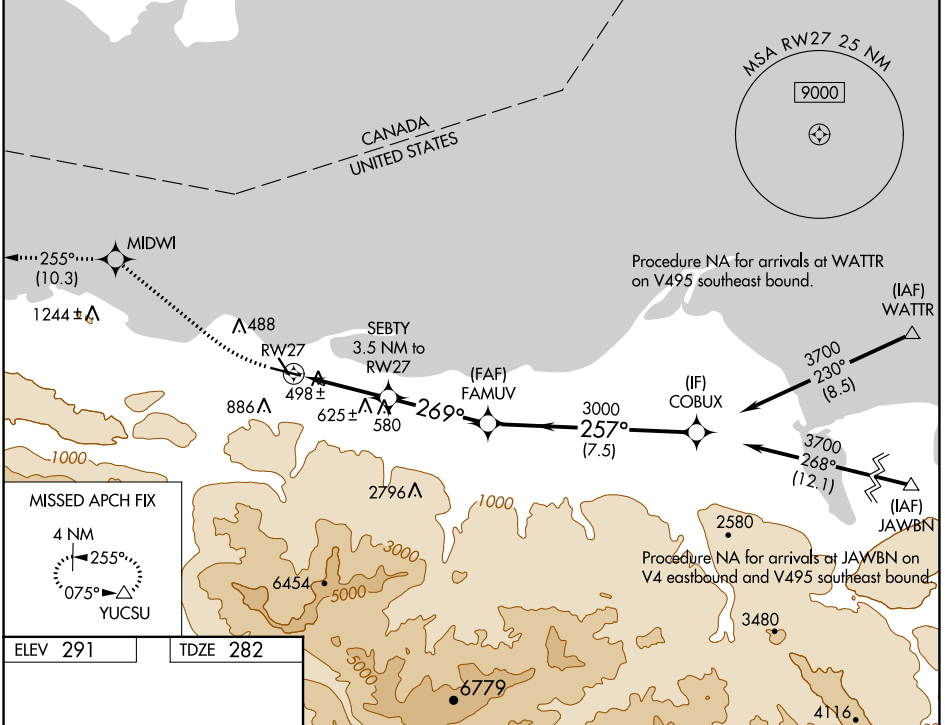 MSA RW27 25 NM
9000
CANADA
UNITED STATES
MIDWI
255°
(10.3)
1244 ±
488
RW27
SEBTY
3.5 NM to
RW27
498 ±
886
625 ±
580
269°
(FAF)
FAMUV
3000
257°
(7.5)
(IF)
COBUX
Procedure NA for arrivals at WATTR
on V495 southeast bound.
(IAF)
WATTR
3700
230°
(8.5)
3700
268°
(12.1)
(IAF)
JAWBN
1000
2796
1000
2580
Procedure NA for arrivals at JAWBN on
V4 eastbound and V495 southeast bound.
3000
6454
5000
3480
5000
6779
4116
MISSED APCH FIX
4 NM
255°
075°
YUCSU
ELEV 291
TDZE 282